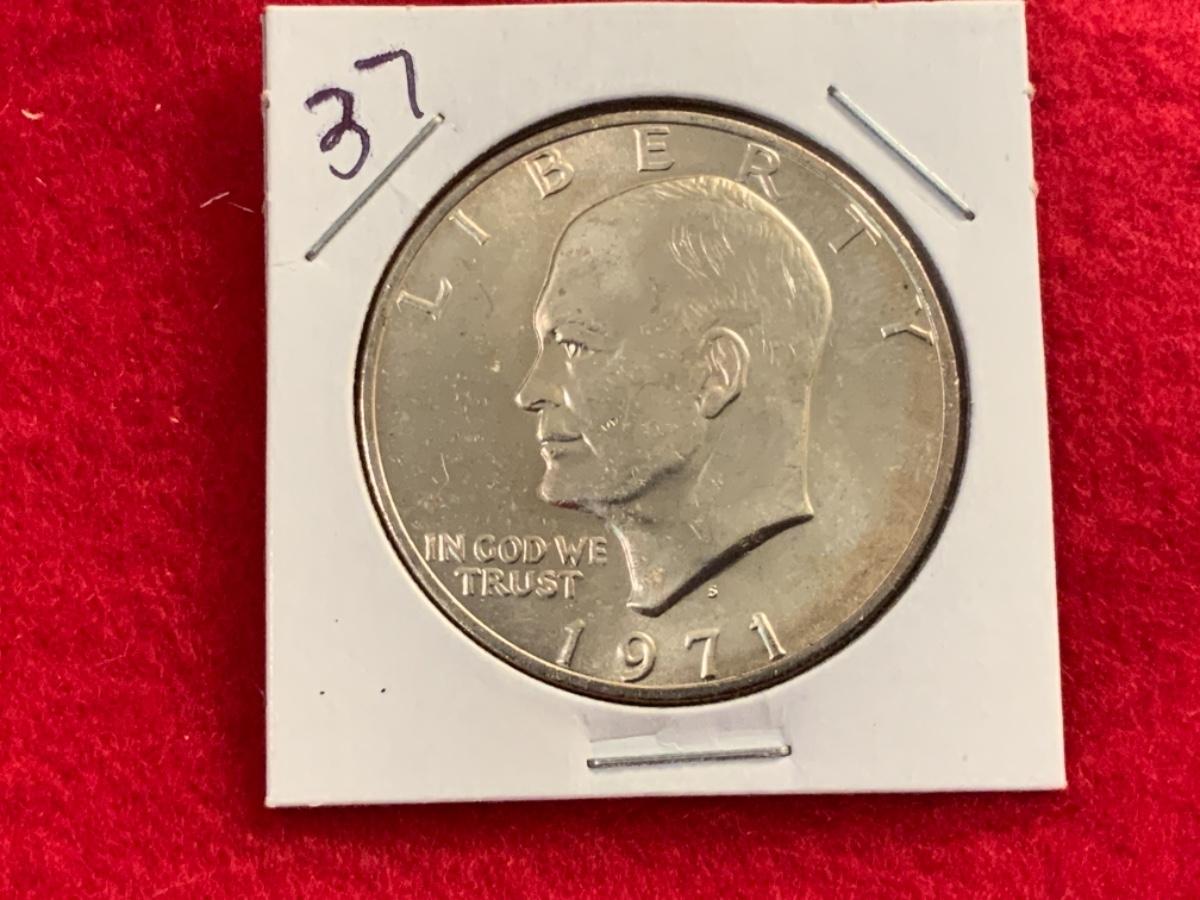 37
LIBERTY
IN GOD WE
TRUST
S
1971